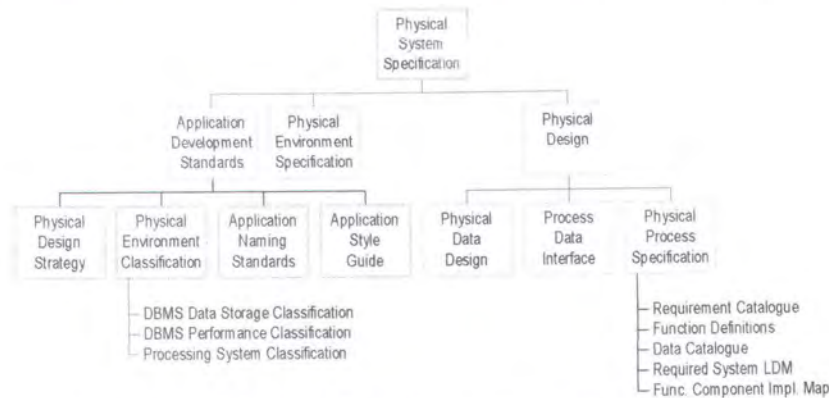 Physical
System
Specification
Application
Development
Standards
Physical
Environment
Specification
Physical
Design
Physical
Design
Strategy
Physical
Environment
Classification
Application
Naming
Standards
Application
Style
Guide
Physical
Data
Design
Process
Data
Interface
Physical
Process
Specification
DBMS Data Storage Classification
DBMS Performance Classification
Processing System Classification
Requirement Catalogue
Function Definitions
Data Catalogue
Required System LDM
Func. Component Impl. Map